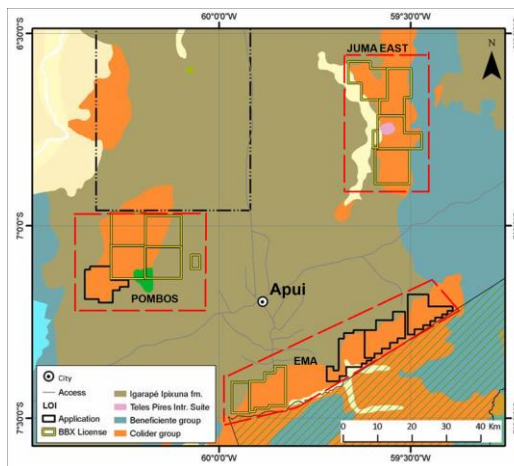 60°0'0"W 59°30'0"W
6°30'0"S
JUMA EAST
N
7°0'0"S
POMBOS
Apui
EMA
City
Access
LOI
Application
BBX License
Igarapé Ipixuna fm.
Teles Pires Intr. Suite
Beneficiente group
Colider group
7°30'0"S
0 10 20 30 40 Km
60°0'0"W 59°30'0"W